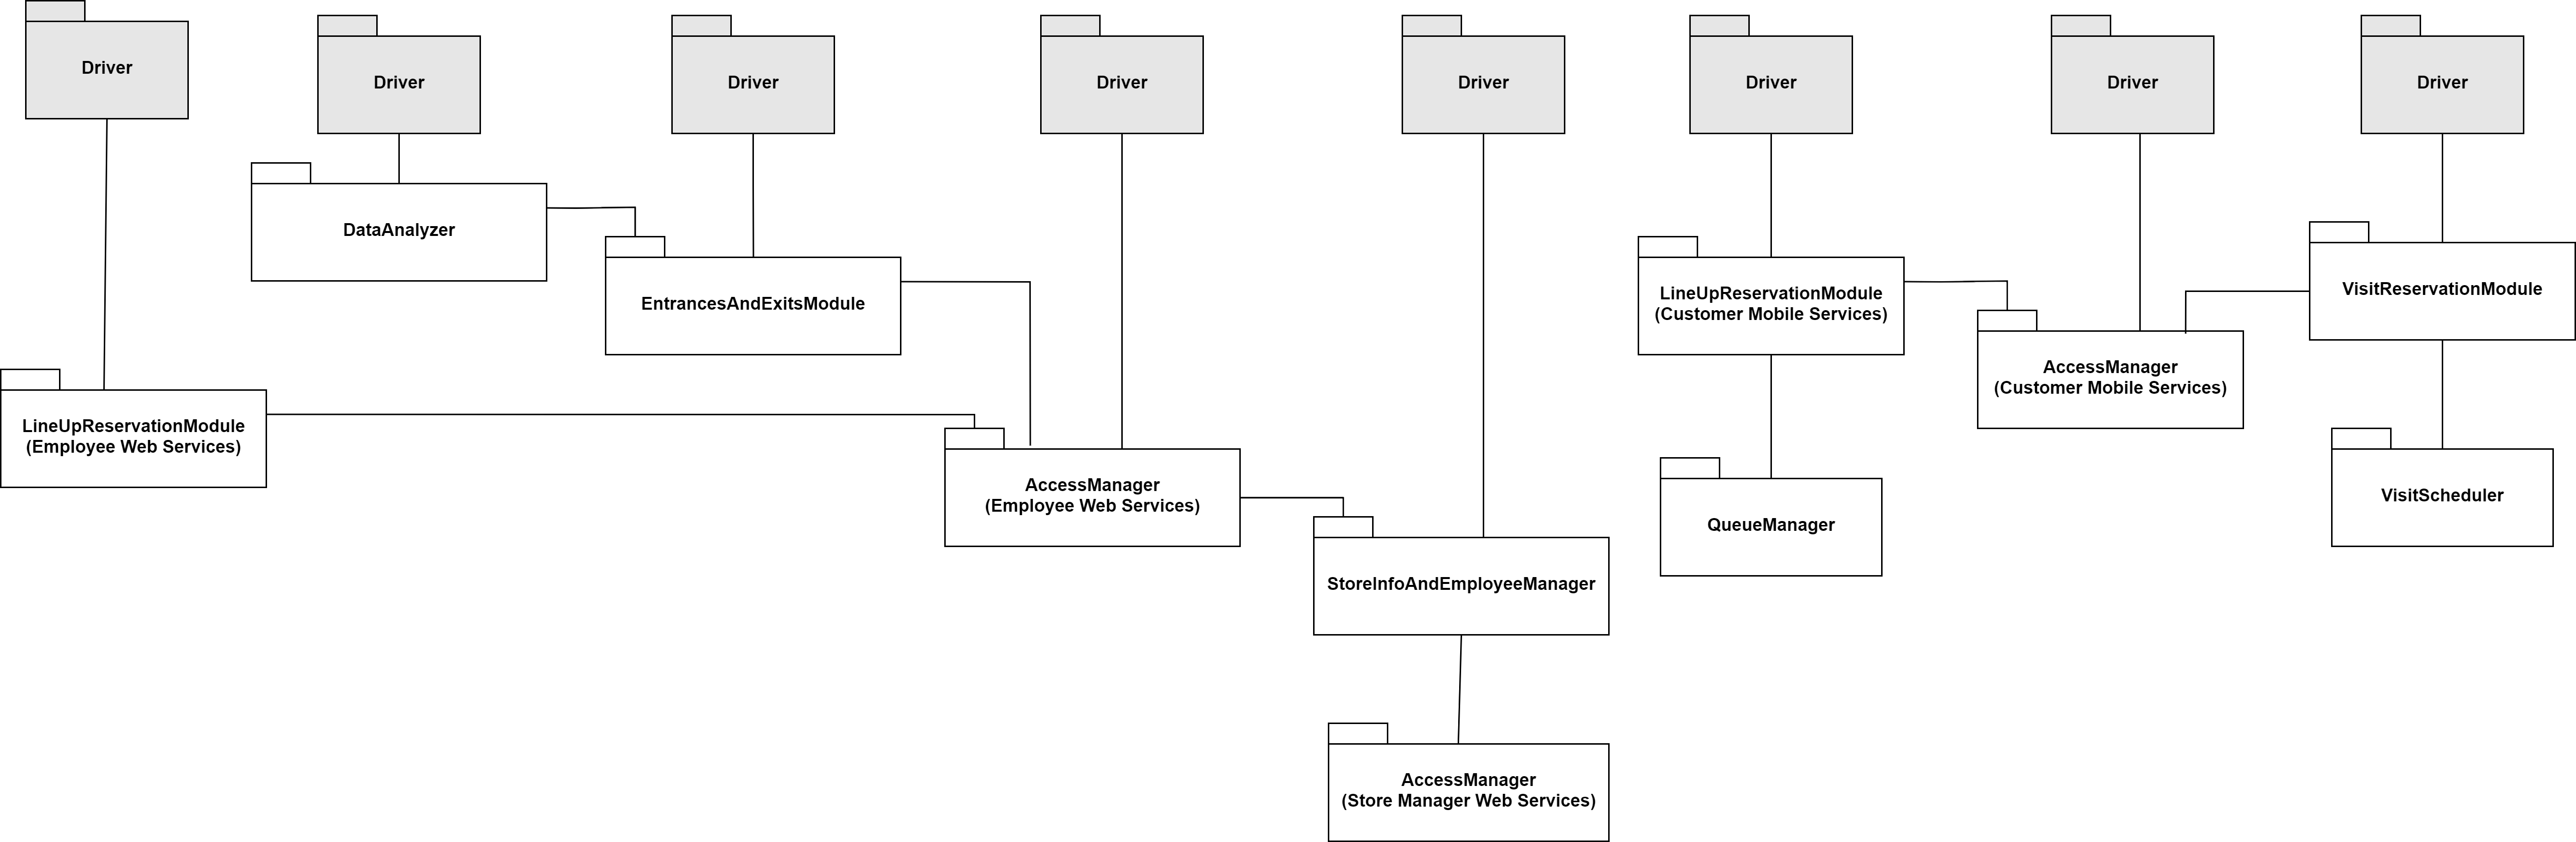 Driver
Driver
Driver
Driver
Driver
Driver
Driver
Driver
DataAnalyzer
EntrancesAndExitsModule
LineUpReservationModule
(Customer Mobile Services)
VisitReservationModule
AccessManager
(Customer Mobile Services)
LineUpReservationModule
(Employee Web Services)
AccessManager
(Employee Web Services)
VisitScheduler
QueueManager
StoreInfoAndEmployeeManager
AccessManager
(Store Manager Web Services)